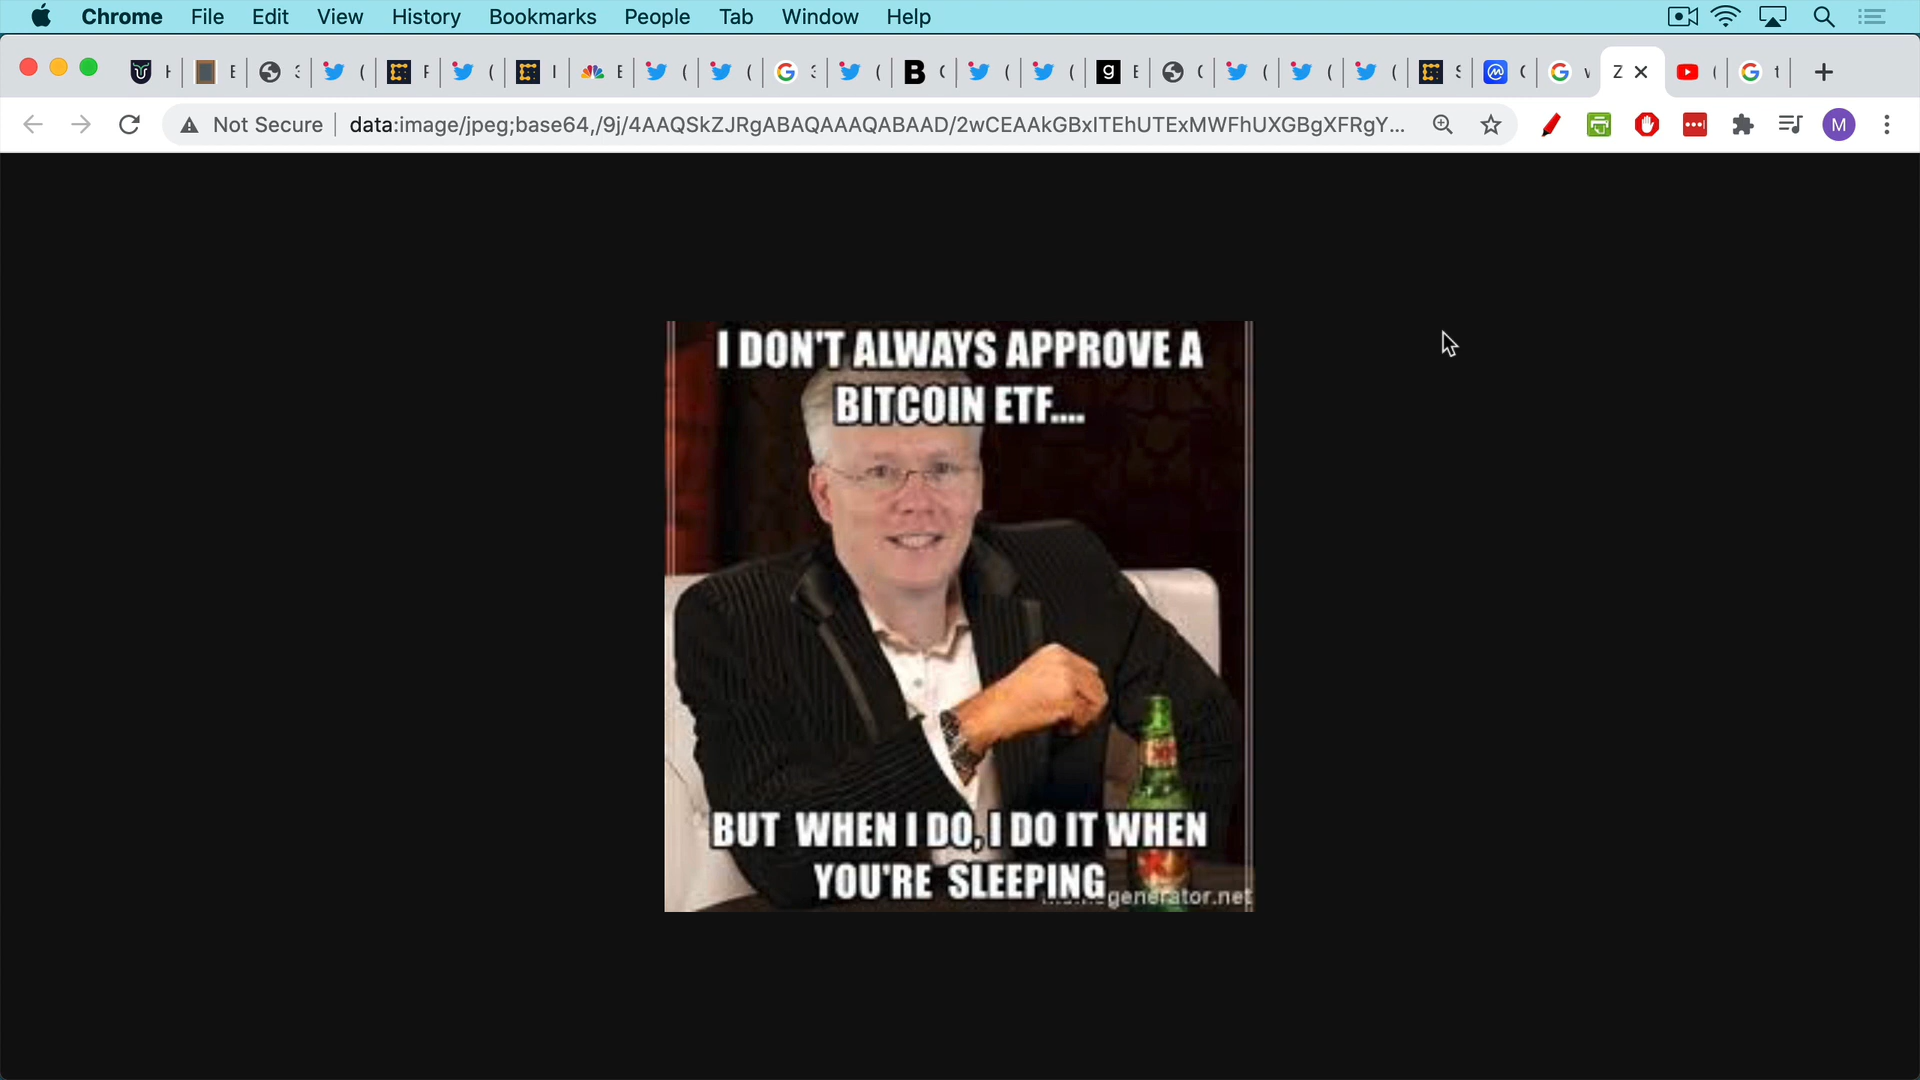 Chrome File Edit View History Bookmarks People Tab Window Help
Not Secure data:image/jpeg;base64,/9j/4AAQSkZJRgABAQAAAQABAAD/2wCEAAkGBxITEhUTExMWFhUXGBgXFRgY...
M
I DON'T ALWAYS APPROVE A
BITCOIN ETF....
BUT WHEN I DO, I DO IT WHEN
YOU'RE SLEEPING
generator.net